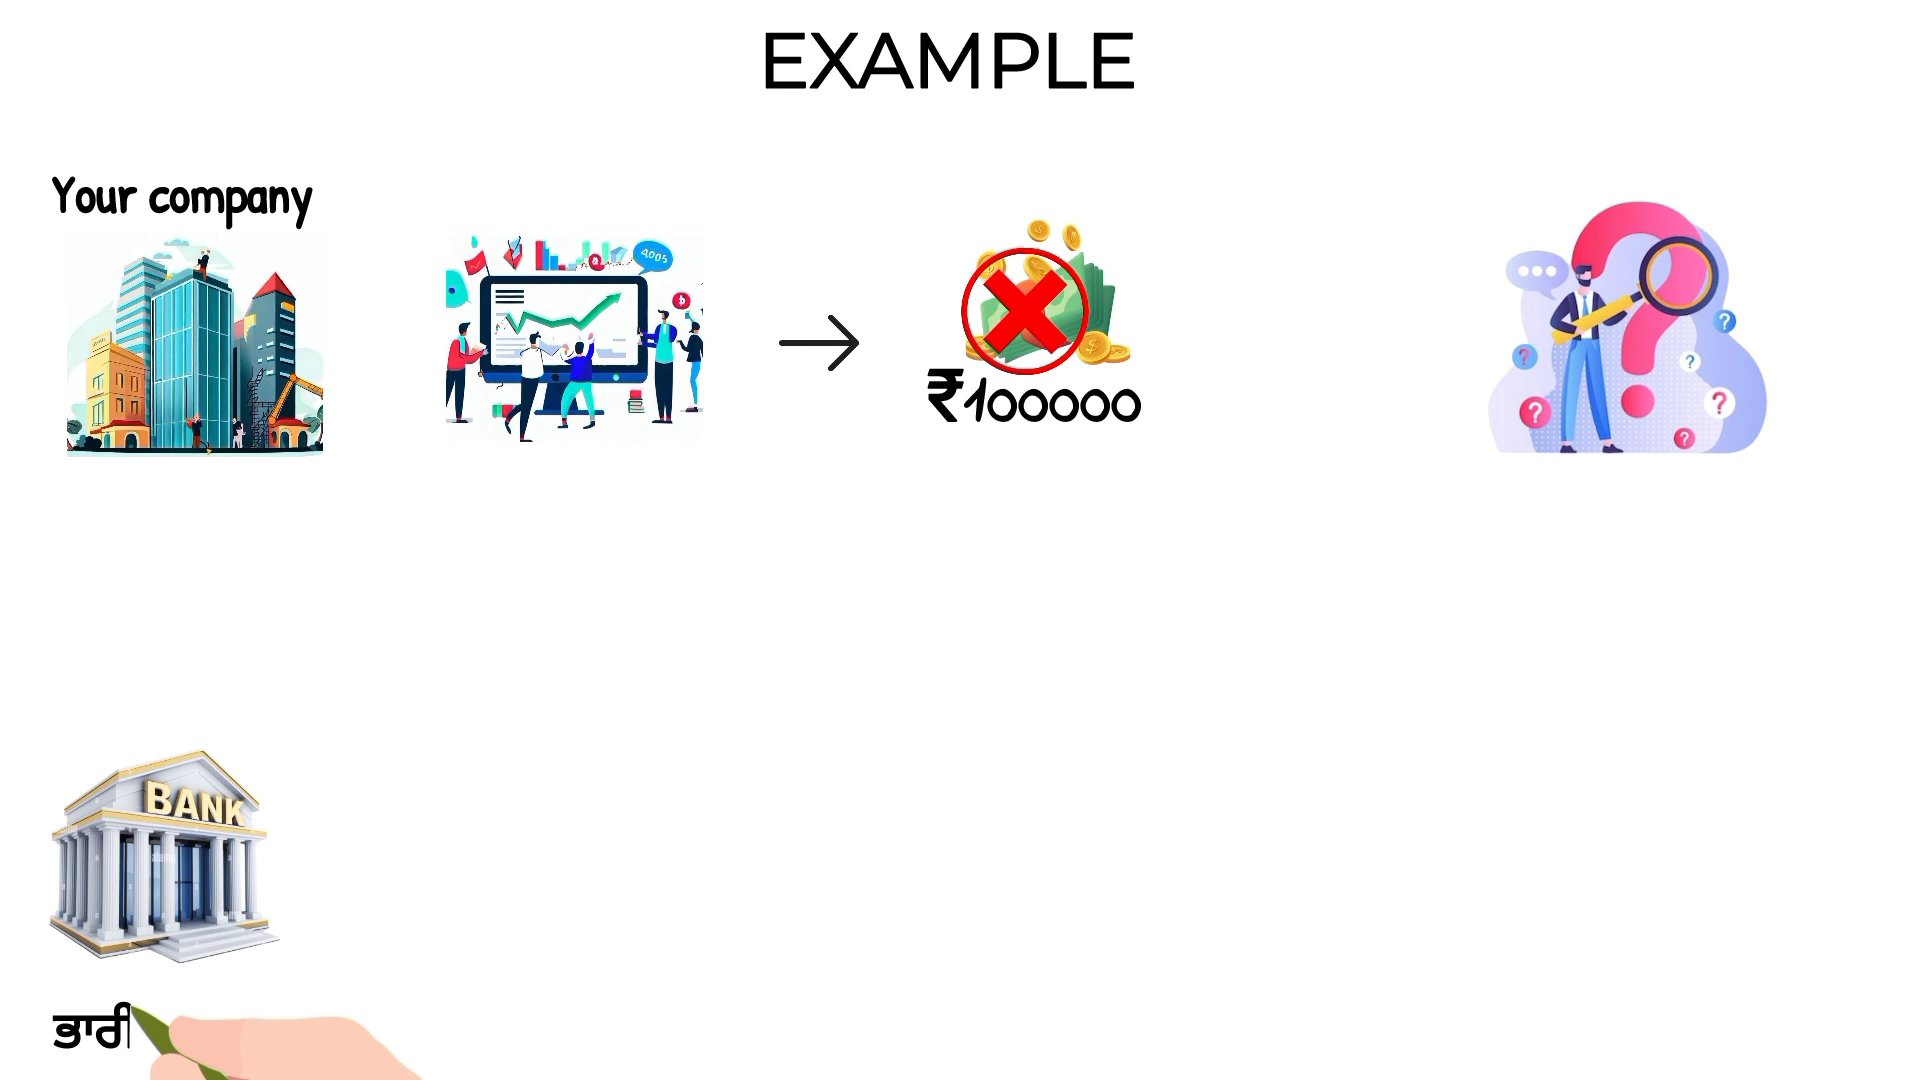 EXAMPLE
Your company
₹100000
BANK
ਭਾਰੀ